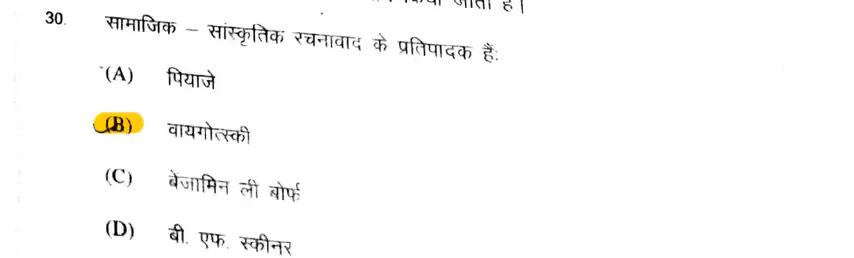 जाता है।
30. सामाजिक – सांस्कृतिक रचनावाद के प्रतिपादक हैं:
(A) पियाजे
(B) वायगोत्स्की
(C) बेंजामिन ली बोर्फ
(D) बी. एफ. स्कीनर